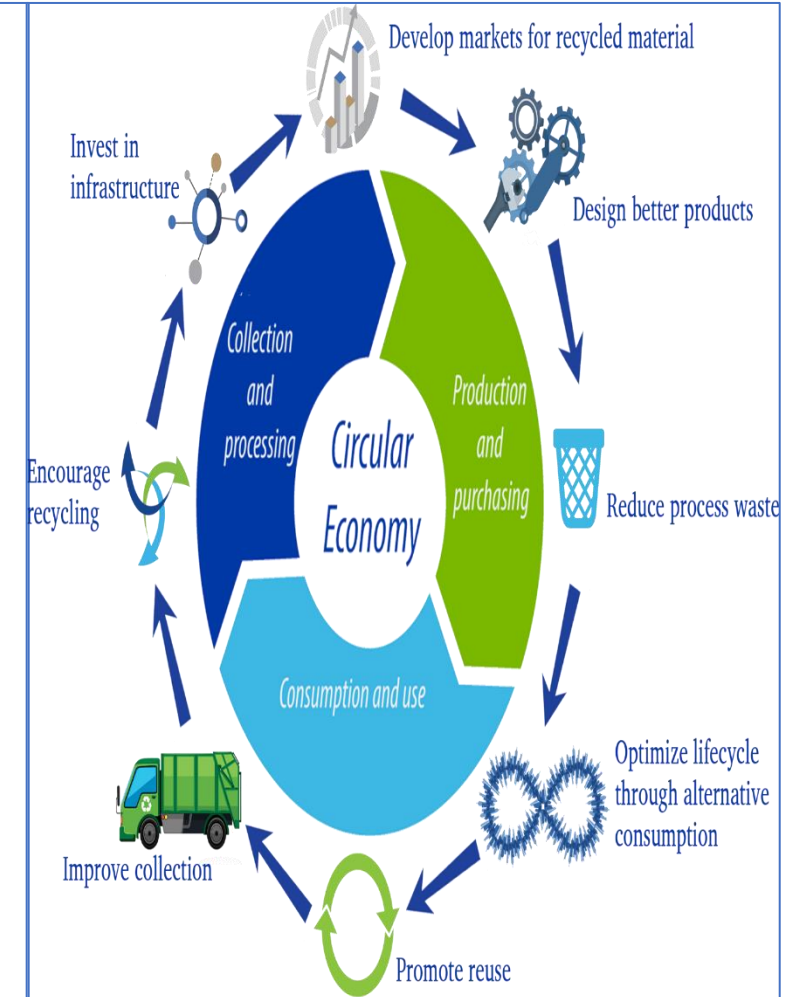 Develop markets for recycled material
Design better products
Reduce process waste
Optimize lifecycle
through alternative
consumption
Promote reuse
Improve collection
Encourage
recycling
Invest in
infrastructure
Collection
and
processing
Production
and
purchasing
Consumption and use
Circular
Economy